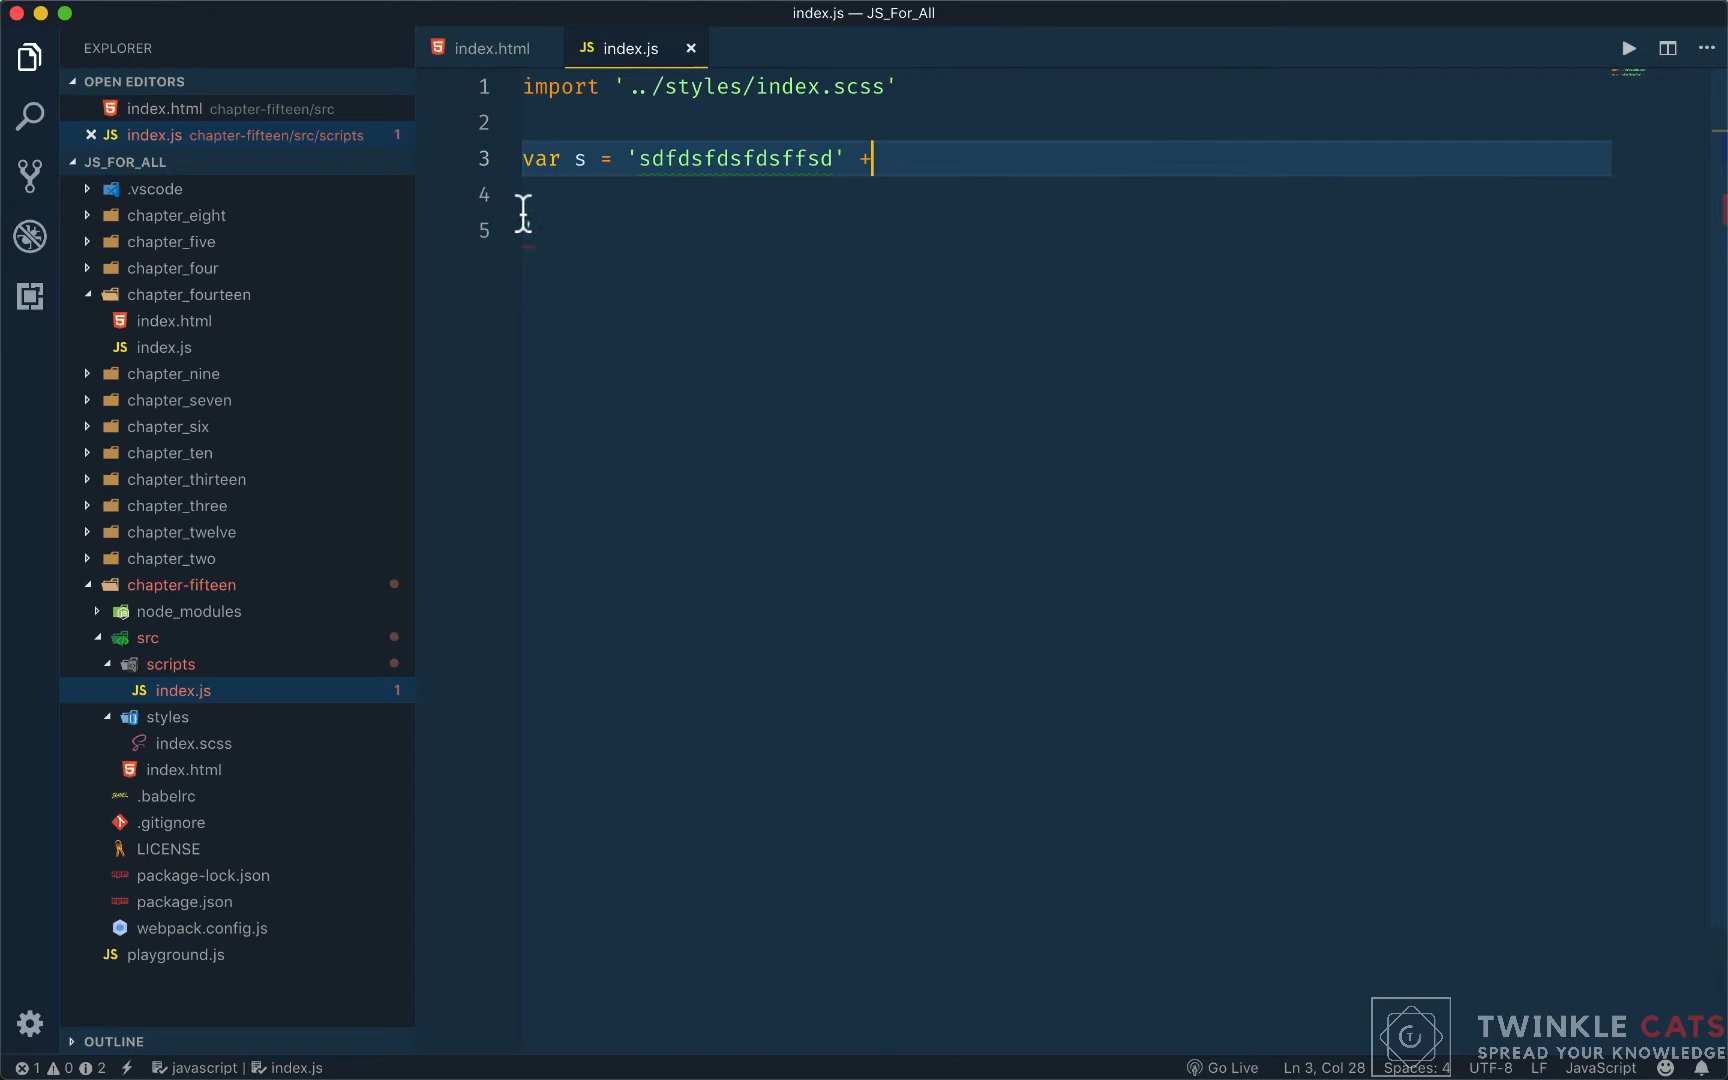 index.js — JS_For_All
EXPLORER
OPEN EDITORS
index.html chapter-fifteen/src
index.js chapter-fifteen/src/scripts 1
JS_FOR_ALL
.vscode
chapter_eight
chapter_five
chapter_four
chapter_fourteen
index.html
JS index.js
chapter_nine
chapter_seven
chapter_six
chapter_ten
chapter_thirteen
chapter_three
chapter_twelve
chapter_two
chapter-fifteen
node_modules
src
scripts
JS index.js 1
styles
index.scss
index.html
.babelrc
.gitignore
LICENSE
package-lock.json
package.json
webpack.config.js
JS playground.js
OUTLINE
index.html
JS index.js
1 import '../styles/index.scss'
2
3 var s = 'sdfdsfdsfdsffsd' +
4
5
TWINKLE CATS
SPREAD YOUR KNOWLEDGE
1 0 2 javascript | index.js
Go Live Ln 3, Col 28 Spaces: 4 UTF-8 LF JavaScript